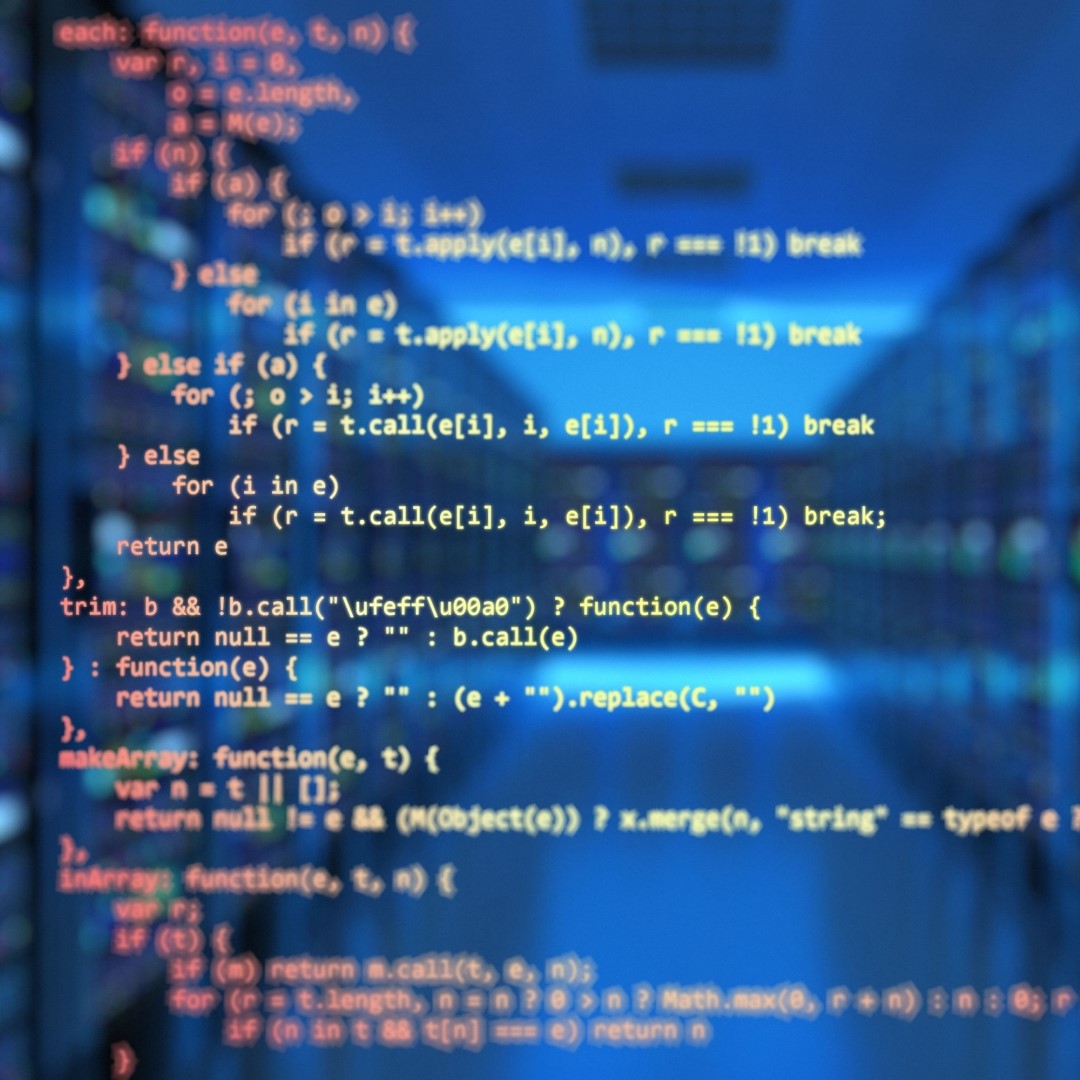 each: function(e, t, n) {
var r, i = 0,
o = e.length,
a = M(e);
if (n) {
if (a) {
for (; o > i; i++)
if (r = t.apply(e[i], n), r === !1) break
} else
for (i in e)
if (r = t.apply(e[i], n), r === !1) break
} else if (a) {
for (; o > i; i++)
if (r = t.call(e[i], i, e[i]), r === !1) break
} else
for (i in e)
if (r = t.call(e[i], i, e[i]), r === !1) break;
return e
},
trim: b && !b.call("\ufeff\u00a0") ? function(e) {
return null == e ? "" : b.call(e)
} : function(e) {
return null == e ? "" : (e + "").replace(C, "")
},
makeArray: function(e, t) {
var n = t || [];
return null != e && (M(Object(e)) ? x.merge(n, "string" == typeof e ?
},
inArray: function(e, t, n) {
var r;
if (t) {
if (m) return m.call(t, e, n);
for (r = t.length, n = n ? 0 > n ? Math.max(0, r + n) : n : 0; r
if (n in t && t[n] === e) return n
}